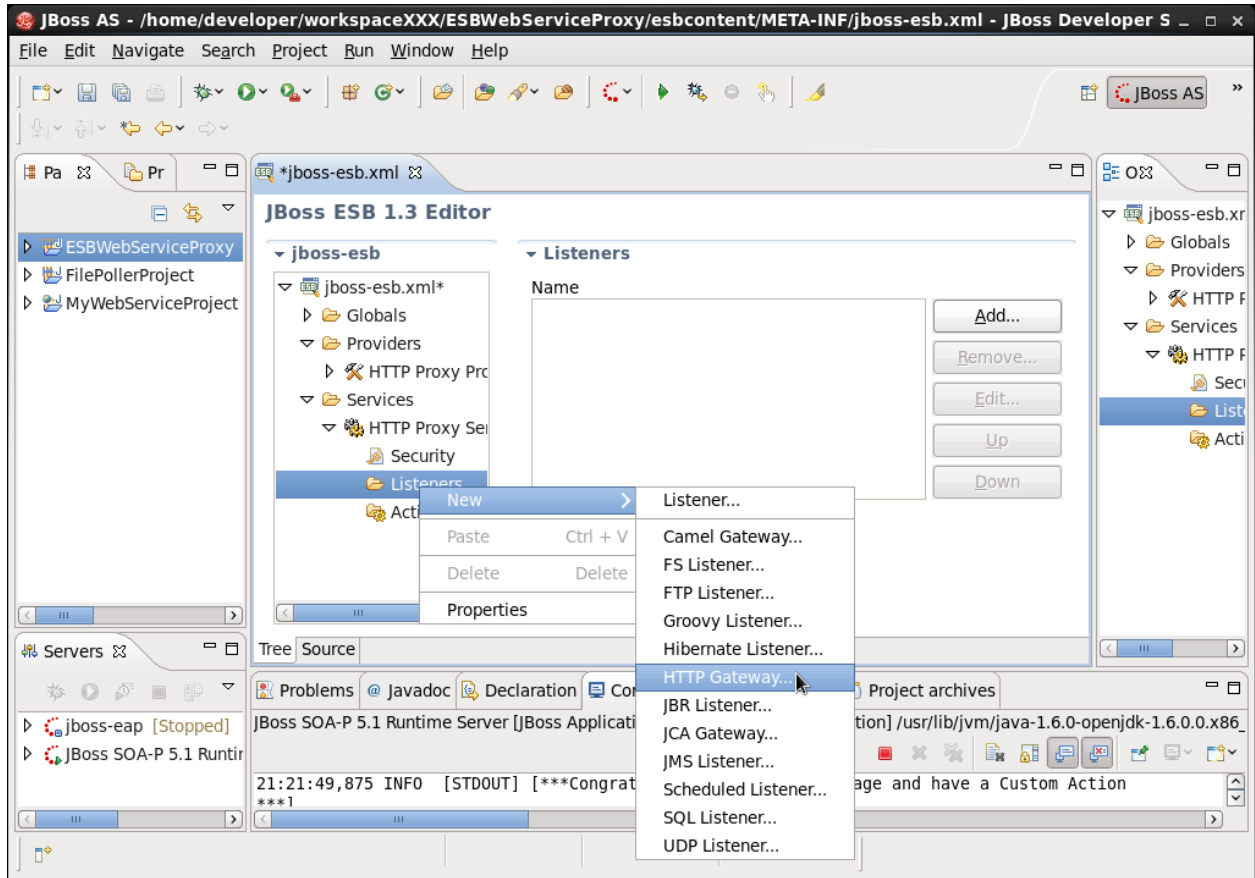 JBoss AS - /home/developer/workspaceXXX/ESBWebServiceProxy/esbcontent/META-INF/jboss-esb.xml - JBoss Developer S
File Edit Navigate Search Project Run Window Help
JBoss AS »
Pa Pr
*jboss-esb.xml
O
JBoss ESB 1.3 Editor
jboss-esb.xr
ESBWebServiceProxy
FilePollerProject
MyWebServiceProject
jboss-esb
Listeners
jboss-esb.xml*
Globals
Providers
HTTP Proxy Pro
Services
HTTP Proxy Ser
Security
Listeners
Acti
Name
Add...
Remove...
Edit...
Up
Down
Globals
Providers
HTTP P
Services
HTTP P
Secu
Liste
Acti
New
Paste Ctrl + V
Delete Delete
Properties
Listener...
Camel Gateway...
FS Listener...
FTP Listener...
Groovy Listener...
Hibernate Listener...
HTTP Gateway...
JBR Listener...
JCA Gateway...
JMS Listener...
Scheduled Listener...
SQL Listener...
UDP Listener...
Tree Source
Servers
jboss-eap [Stopped]
JBoss SOA-P 5.1 Runtin
Problems @ Javadoc Declaration Con Project archives
JBoss SOA-P 5.1 Runtime Server [JBoss Applicati tion] /usr/lib/jvm/java-1.6.0-openjdk-1.6.0.0.x86_
21:21:49,875 INFO [STDOUT] [***Congrat age and have a Custom Action
***]